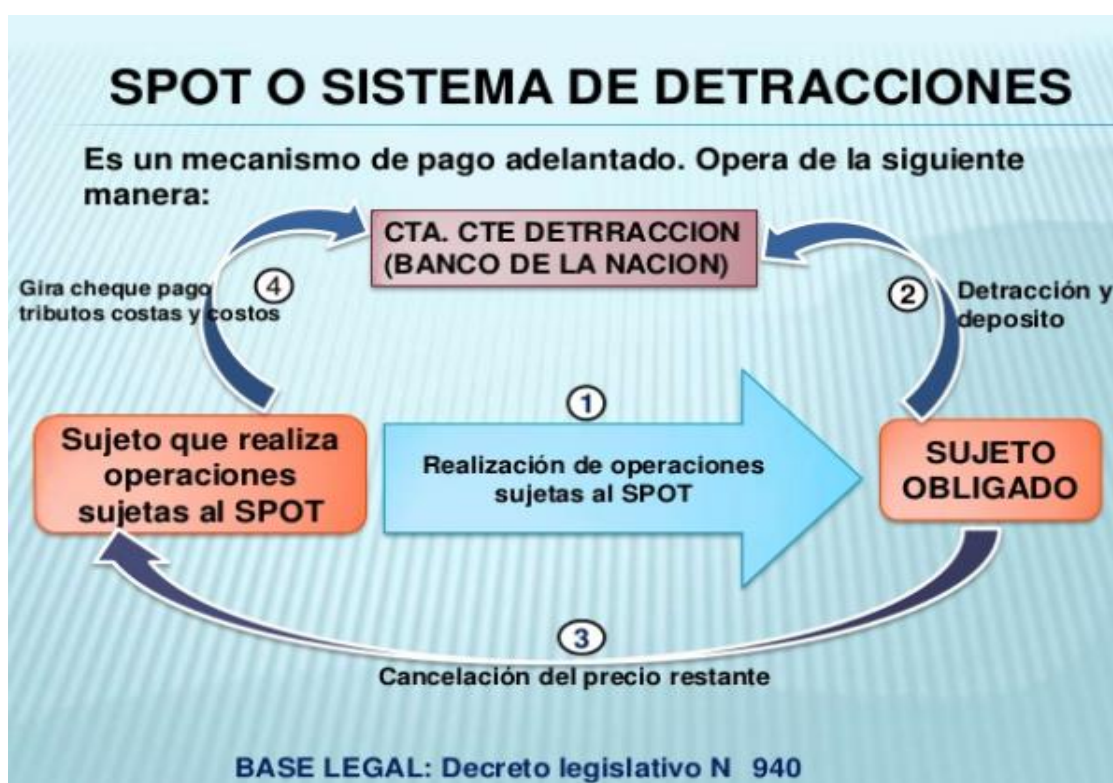 SPOT O SISTEMA DE DETRACCIONES
Es un mecanismo de pago adelantado. Opera de la siguiente
manera:
CTA. CTE DETRRACCION
(BANCO DE LA NACION)
Gira cheque pago
tributos costas y costos
4
2
Detracción y
deposito
1
Sujeto que realiza
operaciones
sujetas al SPOT
Realización de operaciones
sujetas al SPOT
SUJETO
OBLIGADO
3
Cancelación del precio restante
BASE LEGAL: Decreto legislativo N 940